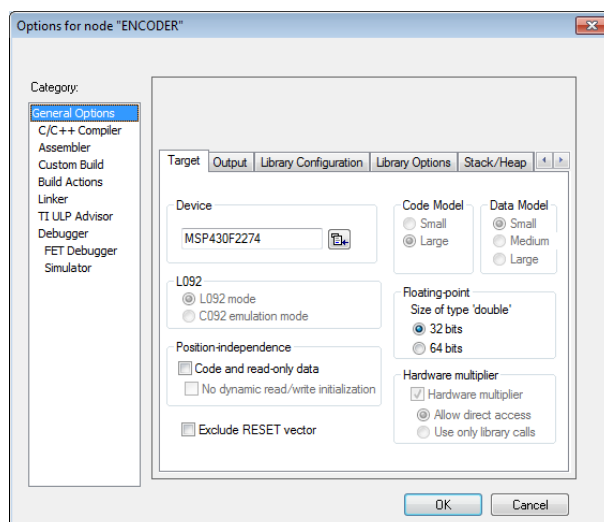 Options for node "ENCODER"
Category:
General Options
C/C++ Compiler
Assembler
Custom Build
Build Actions
Linker
TI ULP Advisor
Debugger
FET Debugger
Simulator
Target Output Library Configuration Library Options Stack/Heap
Device
MSP430F2274
Code Model
Small
Large
Data Model
Small
Medium
Large
L092
L092 mode
C092 emulation mode
Floating-point
Size of type 'double'
32 bits
64 bits
Position-independence
Code and read-only data
No dynamic read/write initialization
Hardware multiplier
Hardware multiplier
Allow direct access
Use only library calls
Exclude RESET vector
OK Cancel